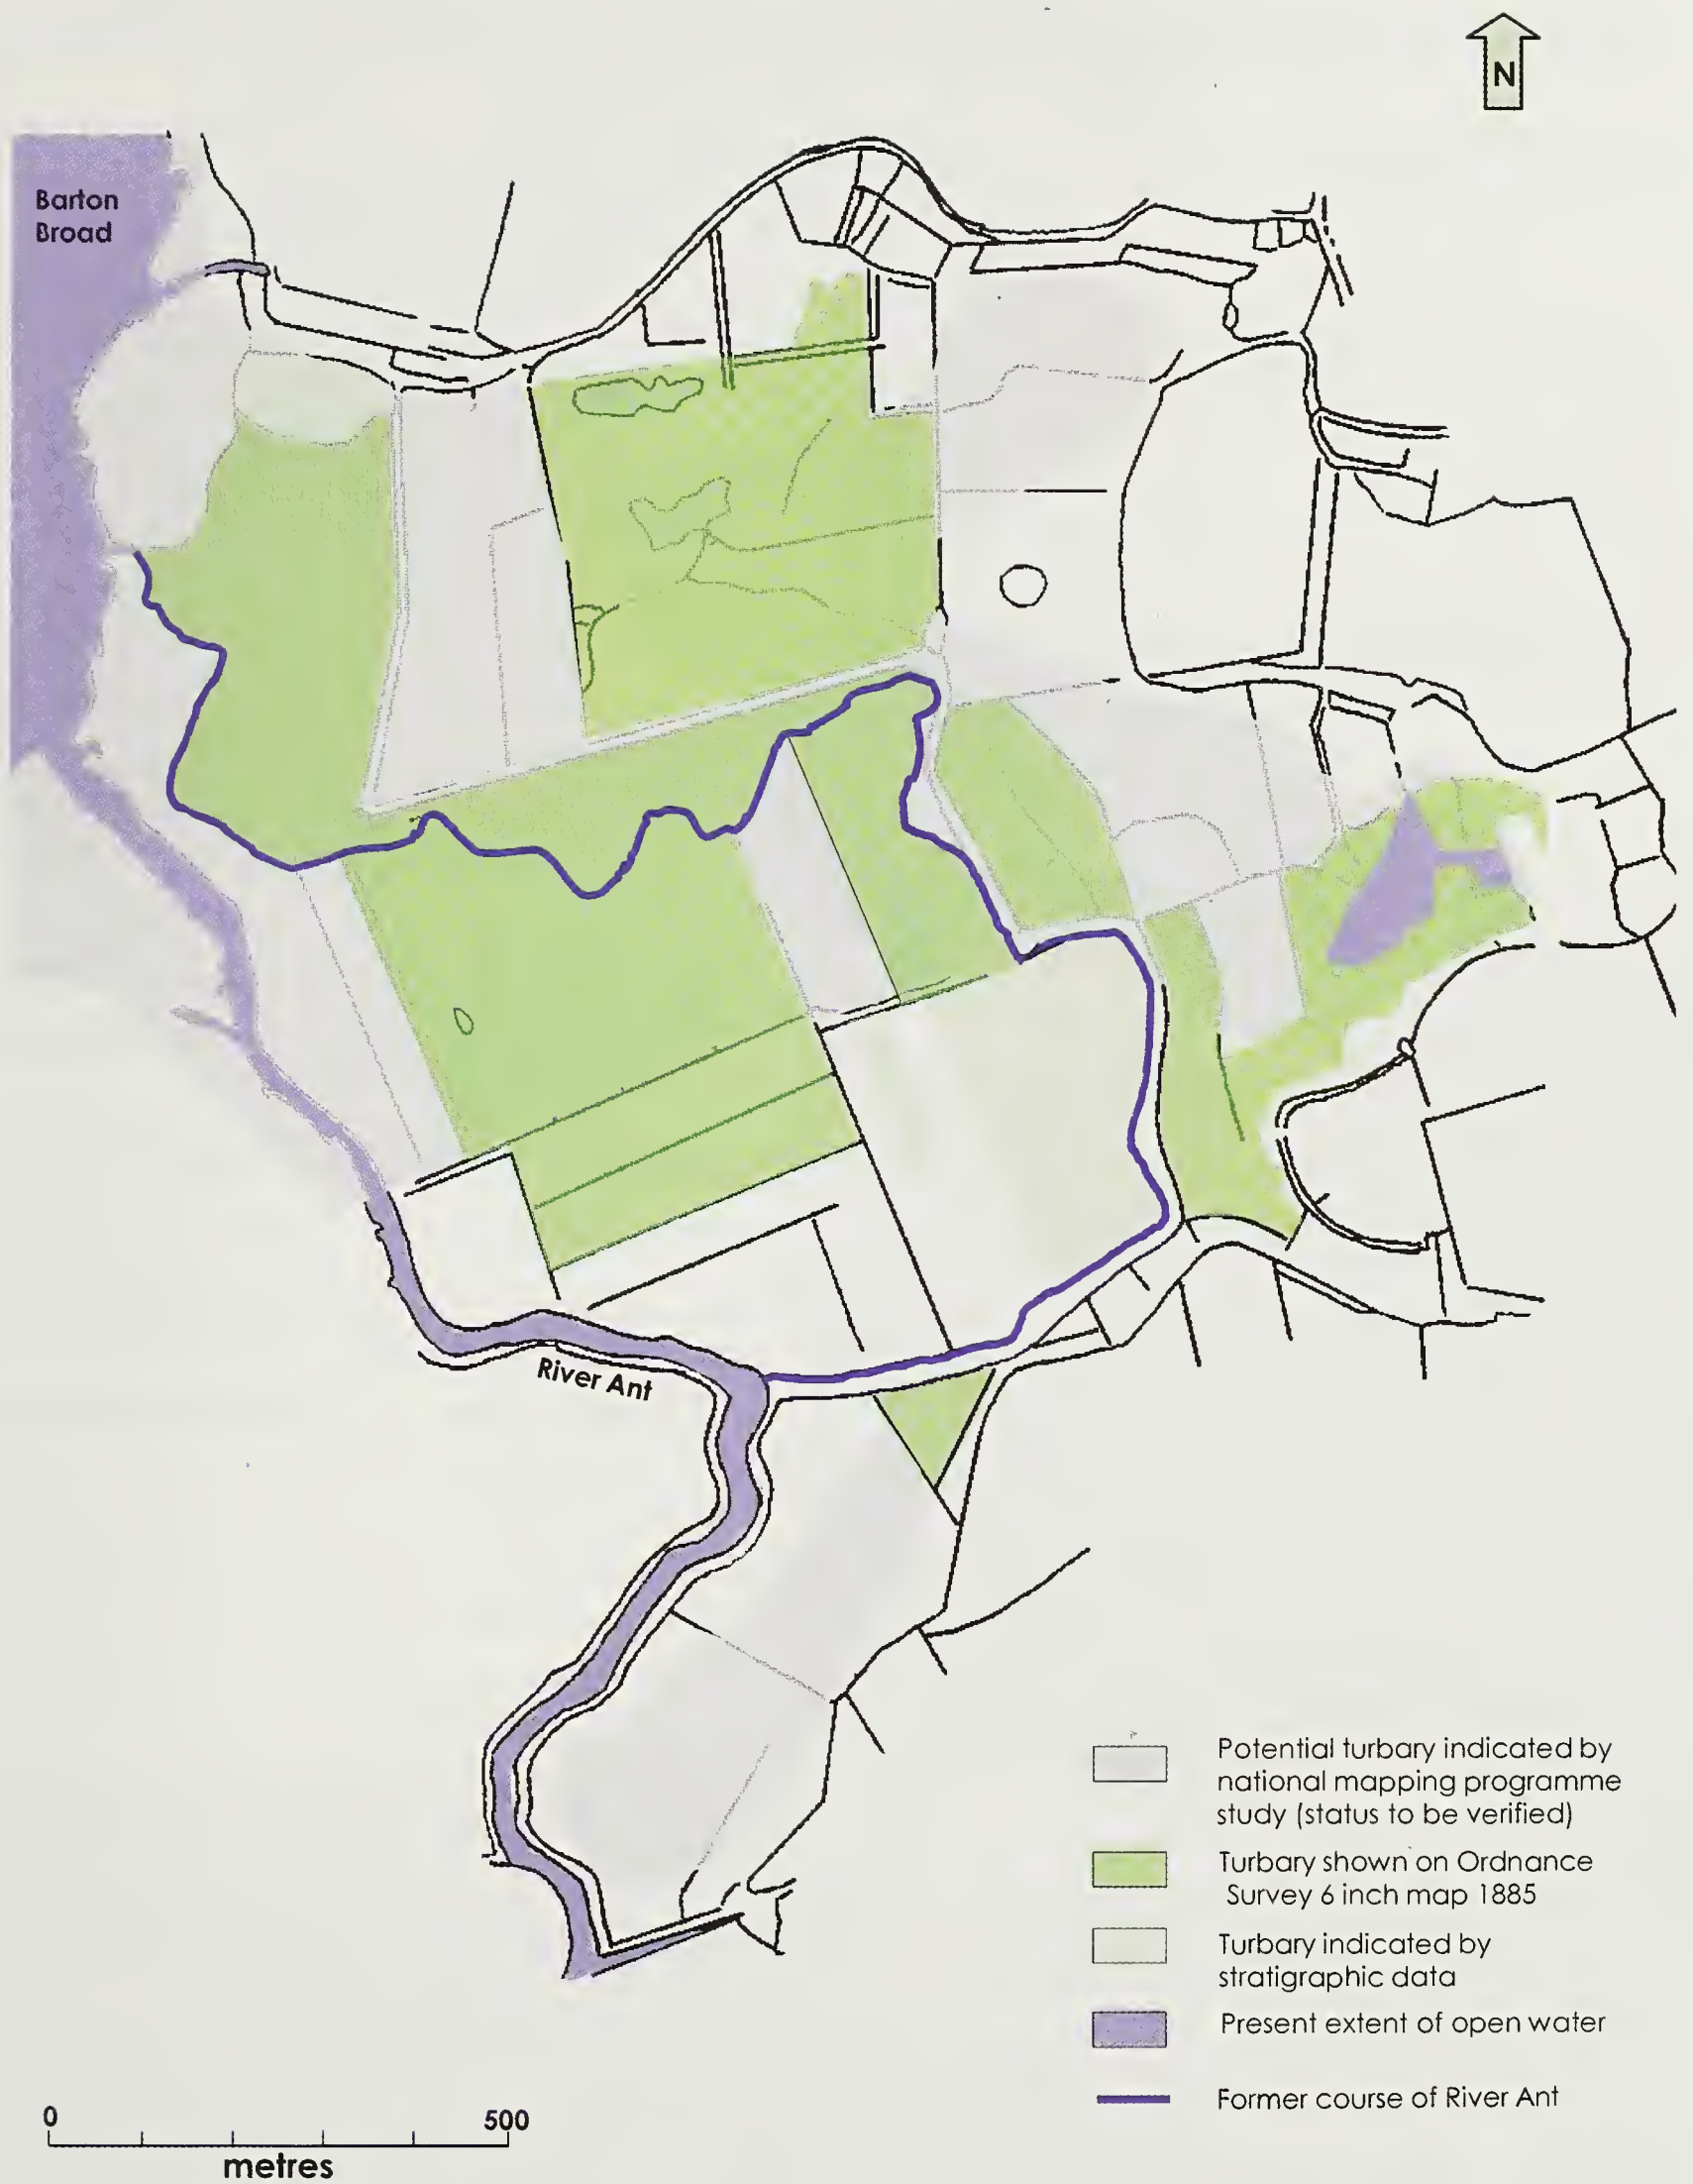 N
Barton
Broad
River Ant
Potential turbary indicated by
national mapping programme
study (status to be verified)
Turbary shown on Ordnance
Survey 6 inch map 1885
Turbary indicated by
stratigraphic data
Present extent of open water
Former course of River Ant
0 500
metres